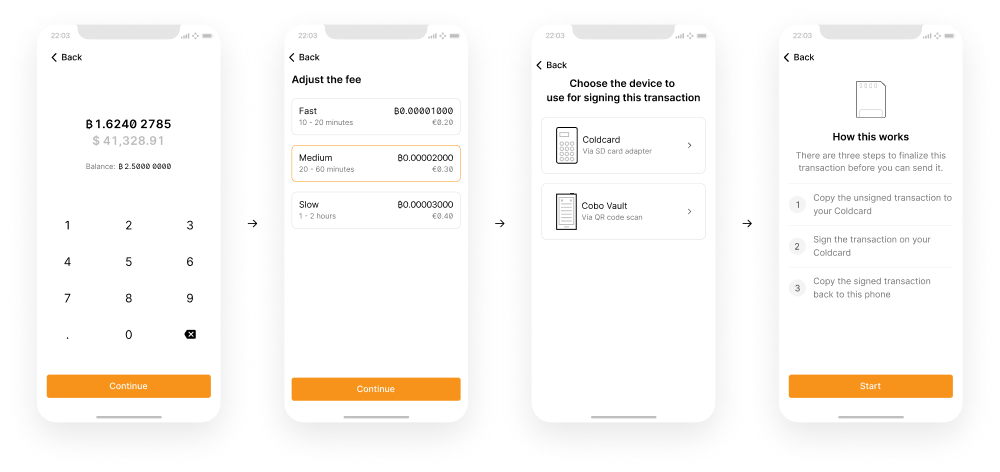 22:03
Back
₿ 1.6240 2785
$ 41,328.91
Balance: ₿ 2.5000 0000
1 2 3
4 5 6
7 8 9
. 0
Continue
→
22:03
Back
Adjust the fee
Fast ₿0.00001000
10 - 20 minutes €0.20
Medium ₿0.00002000
20 - 60 minutes €0.30
Slow ₿0.00003000
1 - 2 hours €0.40
Continue
→
22:03
Back
Choose the device to
use for signing this transaction
Coldcard
Via SD card adapter
Cobo Vault
Via QR code scan
→
22:03
Back
How this works
There are three steps to finalize this
transaction before you can send it.
1 Copy the unsigned transaction to
your Coldcard
2 Sign the transaction on your
Coldcard
3 Copy the signed transaction
back to this phone
Start